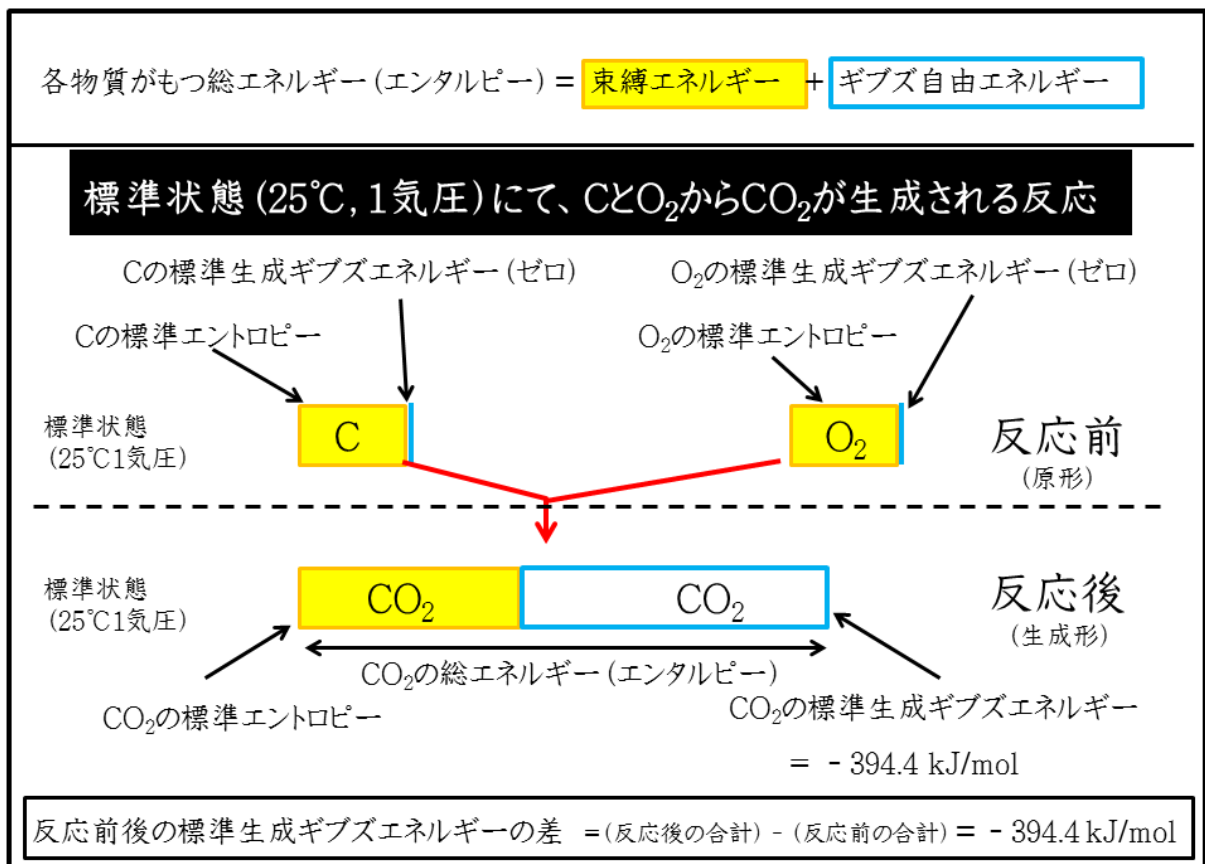 各物質がもつ総エネルギー(エンタルピー) = 束縛エネルギー + ギブズ自由エネルギー
標準状態(25℃, 1気圧)にて、CとO₂からCO₂が生成される反応
Cの標準生成ギブズエネルギー(ゼロ)
O₂の標準生成ギブズエネルギー(ゼロ)
Cの標準エントロピー
O₂の標準エントロピー
標準状態
(25℃1気圧)
C
O₂
反応前
(原形)
標準状態
(25℃1気圧)
CO₂
CO₂
反応後
(生成形)
CO₂の総エネルギー(エンタルピー)
CO₂の標準エントロピー
CO₂の標準生成ギブズエネルギー
= - 394.4 kJ/mol
反応前後の標準生成ギブズエネルギーの差 =(反応後の合計) - (反応前の合計) = - 394.4 kJ/mol